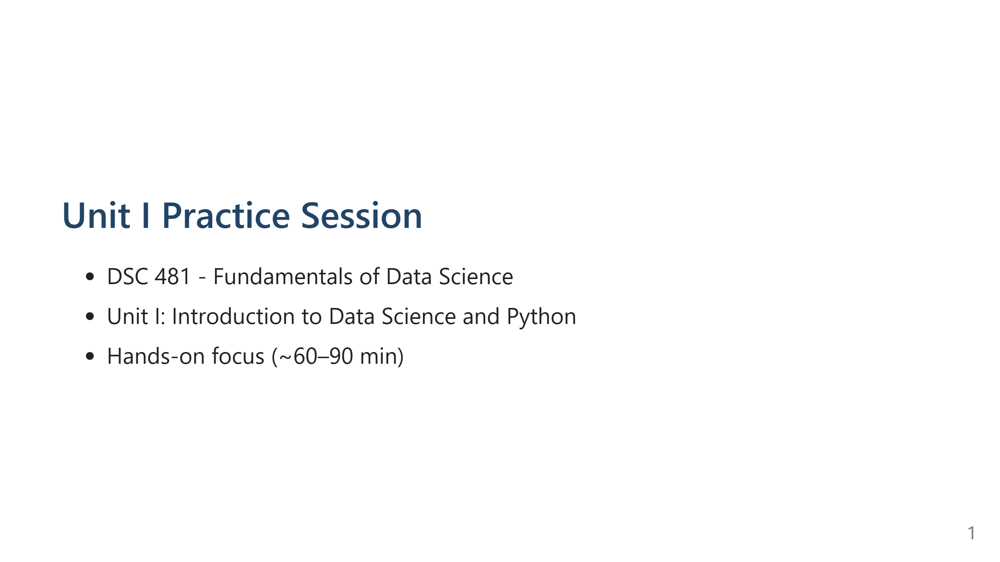 Unit I Practice Session
• DSC 481 - Fundamentals of Data Science
• Unit I: Introduction to Data Science and Python
• Hands-on focus (~60–90 min)
1